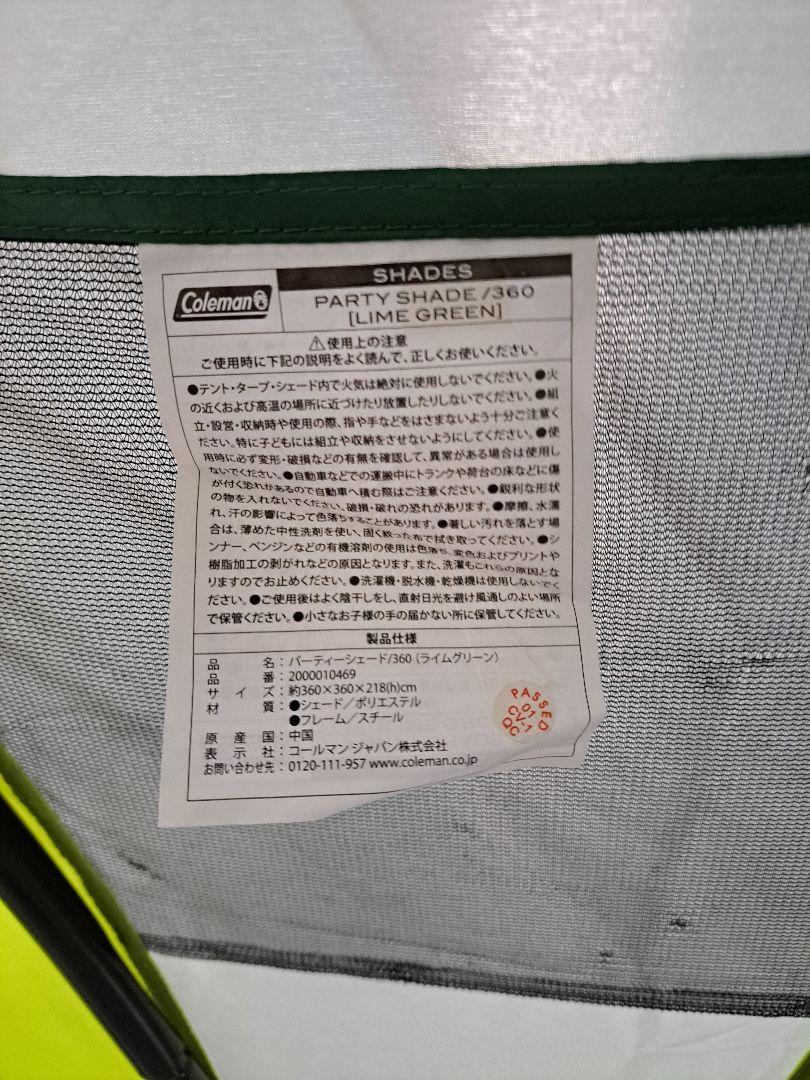 Coleman
SHADES
PARTY SHADE/360
[LIME GREEN]
⚠使用上の注意
ご使用時に下記の説明をよく読んで、正しくお使いください。
●テント・タープ・シェード内で火気は絶対に使用しないでください。●火
の近くおよび高温の場所に近づけたり放置したりしないでください。●組
立・設営・収納時や使用の際、指や手などをはさまないよう十分ご注意く
ださい。特に子どもには組立や収納をさせないようにしてください。●使
用時に必ず変形・破損などの有無を確認して、異常がある場合は使用し
ないでください。●自動車などでの運搬中にトランクや荷台の床などに傷
が付く恐れがあるので自動車へ積む際はご注意ください。●鋭利な形状
の物を入れないでください、破損・破れの恐れがあります。●摩擦、水濡
れ、汗の影響によって色落ちすることがあります。●著しい汚れを落とす場
合は、薄めた中性洗剤を使い、固く絞った布で拭き取ってください。●シ
ンナー、ベンジンなどの有機溶剤の使用は色落ち、変色およびプリントや
樹脂加工の剥がれなどの原因となります。また、洗濯もこれらの原因とな
りますのでお止めください。●洗濯機・脱水機・乾燥機は使用しないでく
ださい。●ご使用後はよく陰干しをし、直射日光を避け風通しのよい場所
で保管ください。●小さなお子様の手の届かない所に保管してください。
製品仕様
品名：パーティーシェード/360（ライムグリーン）
品番：2000010469
サイズ：約360×360×218(h)cm
材質：●シェード／ポリエステル
●フレーム／スチール
原産国：中国
表示社：コールマン ジャパン株式会社
お問い合わせ先：0120-111-957 www.coleman.co.jp
PASSED
01
CV-1
QC